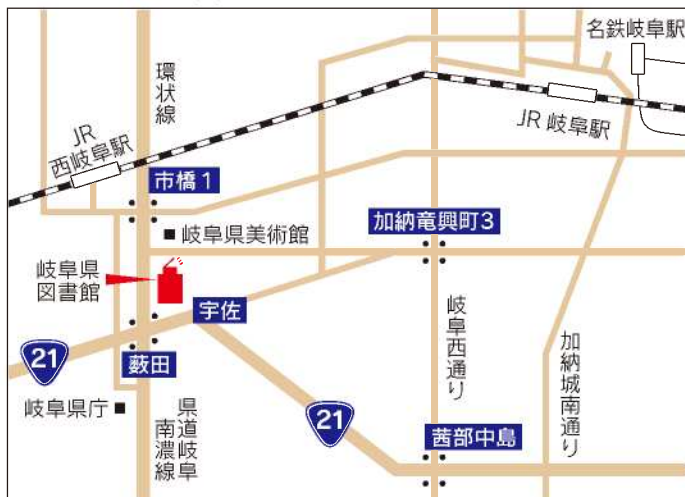 名鉄岐阜駅
環状線
JR
西岐阜駅
JR 岐阜駅
市橋1
岐阜県美術館
加納竜興町3
岐阜県
図書館
宇佐
21
薮田
岐阜西通り
加納城南通り
岐阜県庁
県道岐阜
南濃線
21
茜部中島